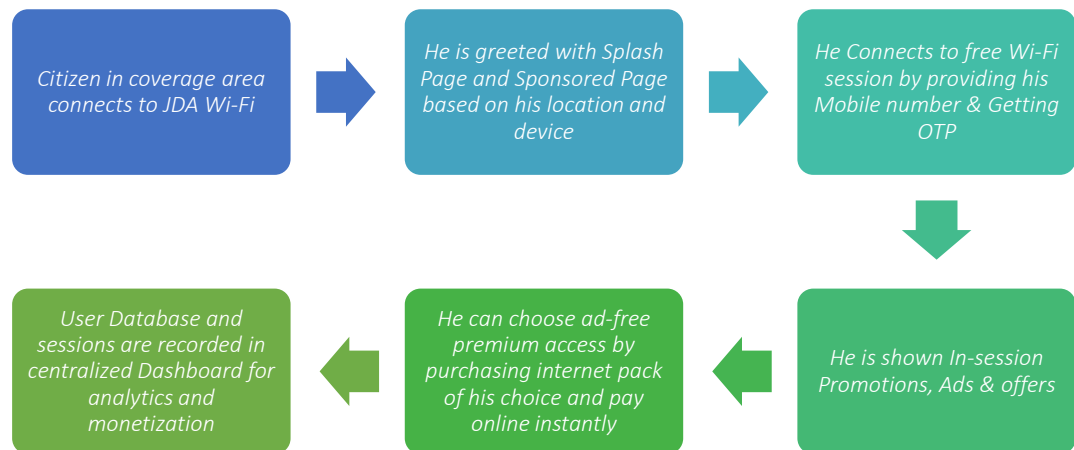 Citizen in coverage area
connects to JDA Wi-Fi
He is greeted with Splash
Page and Sponsored Page
based on his location and
device
He Connects to free Wi-Fi
session by providing his
Mobile number & Getting
OTP
He is shown In-session
Promotions, Ads & offers
He can choose ad-free
premium access by
purchasing internet pack
of his choice and pay
online instantly
User Database and
sessions are recorded in
centralized Dashboard for
analytics and
monetization